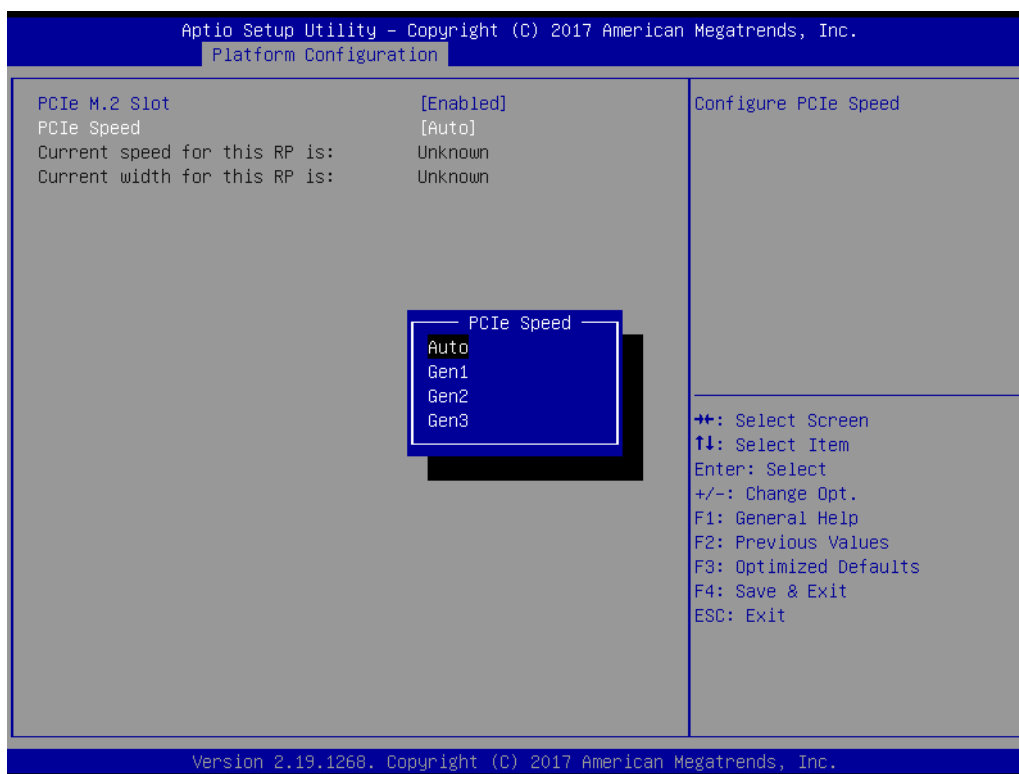 Aptio Setup Utility – Copyright (C) 2017 American Megatrends, Inc.
Platform Configuration
PCIe M.2 Slot [Enabled]
PCIe Speed [Auto]
Current speed for this RP is: Unknown
Current width for this RP is: Unknown
Configure PCIe Speed
PCIe Speed
Auto
Gen1
Gen2
Gen3
→←: Select Screen
↑↓: Select Item
Enter: Select
+/-: Change Opt.
F1: General Help
F2: Previous Values
F3: Optimized Defaults
F4: Save & Exit
ESC: Exit
Version 2.19.1268. Copyright (C) 2017 American Megatrends, Inc.